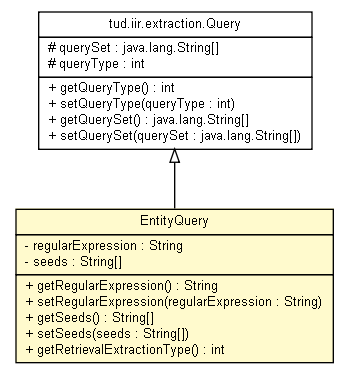 tud.iir.extraction.Query
# querySet : java.lang.String[]
# queryType : int
+ getQueryType() : int
+ setQueryType(queryType : int)
+ getQuerySet() : java.lang.String[]
+ setQuerySet(querySet : java.lang.String[])
EntityQuery
- regularExpression : String
- seeds : String[]
+ getRegularExpression() : String
+ setRegularExpression(regularExpression : String)
+ getSeeds() : String[]
+ setSeeds(seeds : String[])
+ getRetrievalExtractionType() : int